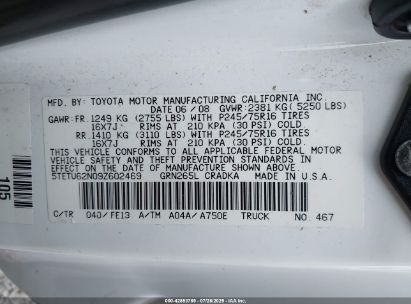 MFD. BY: TOYOTA MOTOR MANUFACTURING CALIFORNIA INC.
DATE 06/08 GVWR:2381 KG( 5250 LBS)
GAWR:FR.1249 KG (2755 LBS) WITH P245/75R16 TIRES
16X7J RIMS AT 210 KPA (30 PSI) COLD
RR.1410 KG (3110 LBS) WITH P245/75R16 TIRES
16X7J RIMS AT 210 KPA (30 PSI) COLD
THIS VEHICLE CONFORMS TO ALL APPLICABLE FEDERAL MOTOR
VEHICLE SAFETY AND BUMPER AND THEFT PREVENTION STANDARDS IN
EFFECT ON THE DATE OF MANUFACTURE SHOWN ABOVE.
5TETU62N09Z602469 GRN265L CRADKA MADE IN U.S.A.
C/TR 040/FE13 A/TM A04A/A750E TRUCK NO. 467
105